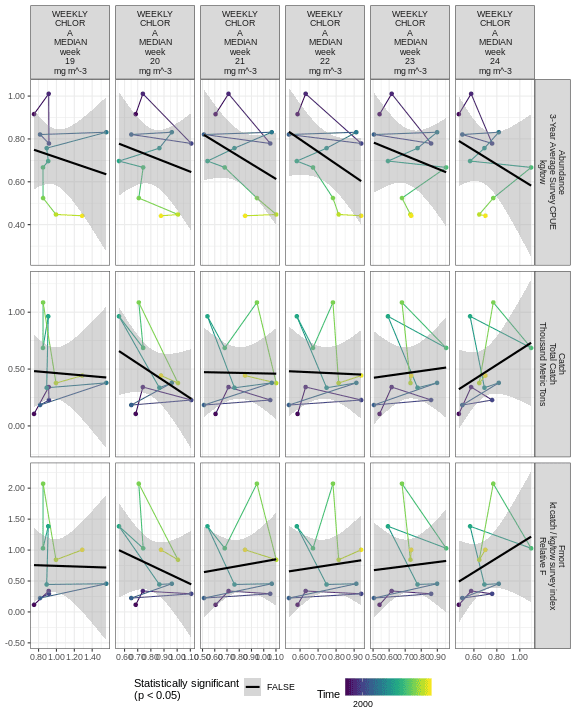 WEEKLY CHLOR A MEDIAN week 19 mg m^-3
WEEKLY CHLOR A MEDIAN week 20 mg m^-3
WEEKLY CHLOR A MEDIAN week 21 mg m^-3
WEEKLY CHLOR A MEDIAN week 22 mg m^-3
WEEKLY CHLOR A MEDIAN week 23 mg m^-3
WEEKLY CHLOR A MEDIAN week 24 mg m^-3
1.00
0.80
0.60
0.40
Abundance
3-Year Average Survey CPUE
kg/tow
1.00
0.50
0.00
Catch
Total Catch
Thousand Metric Tons
2.00
1.50
1.00
0.50
0.00
-0.50
Fmort
kt catch / kg/tow survey index
Relative F
0.80 1.00 1.20 1.40
0.60 0.70 0.80 0.90 1.00 1.10
0.50 0.60 0.70 0.80 0.90 1.00 1.10
0.60 0.70 0.80 0.90
0.50 0.60 0.70 0.80 0.90
0.60 0.80 1.00
Statistically significant
(p < 0.05)
FALSE
Time
2000